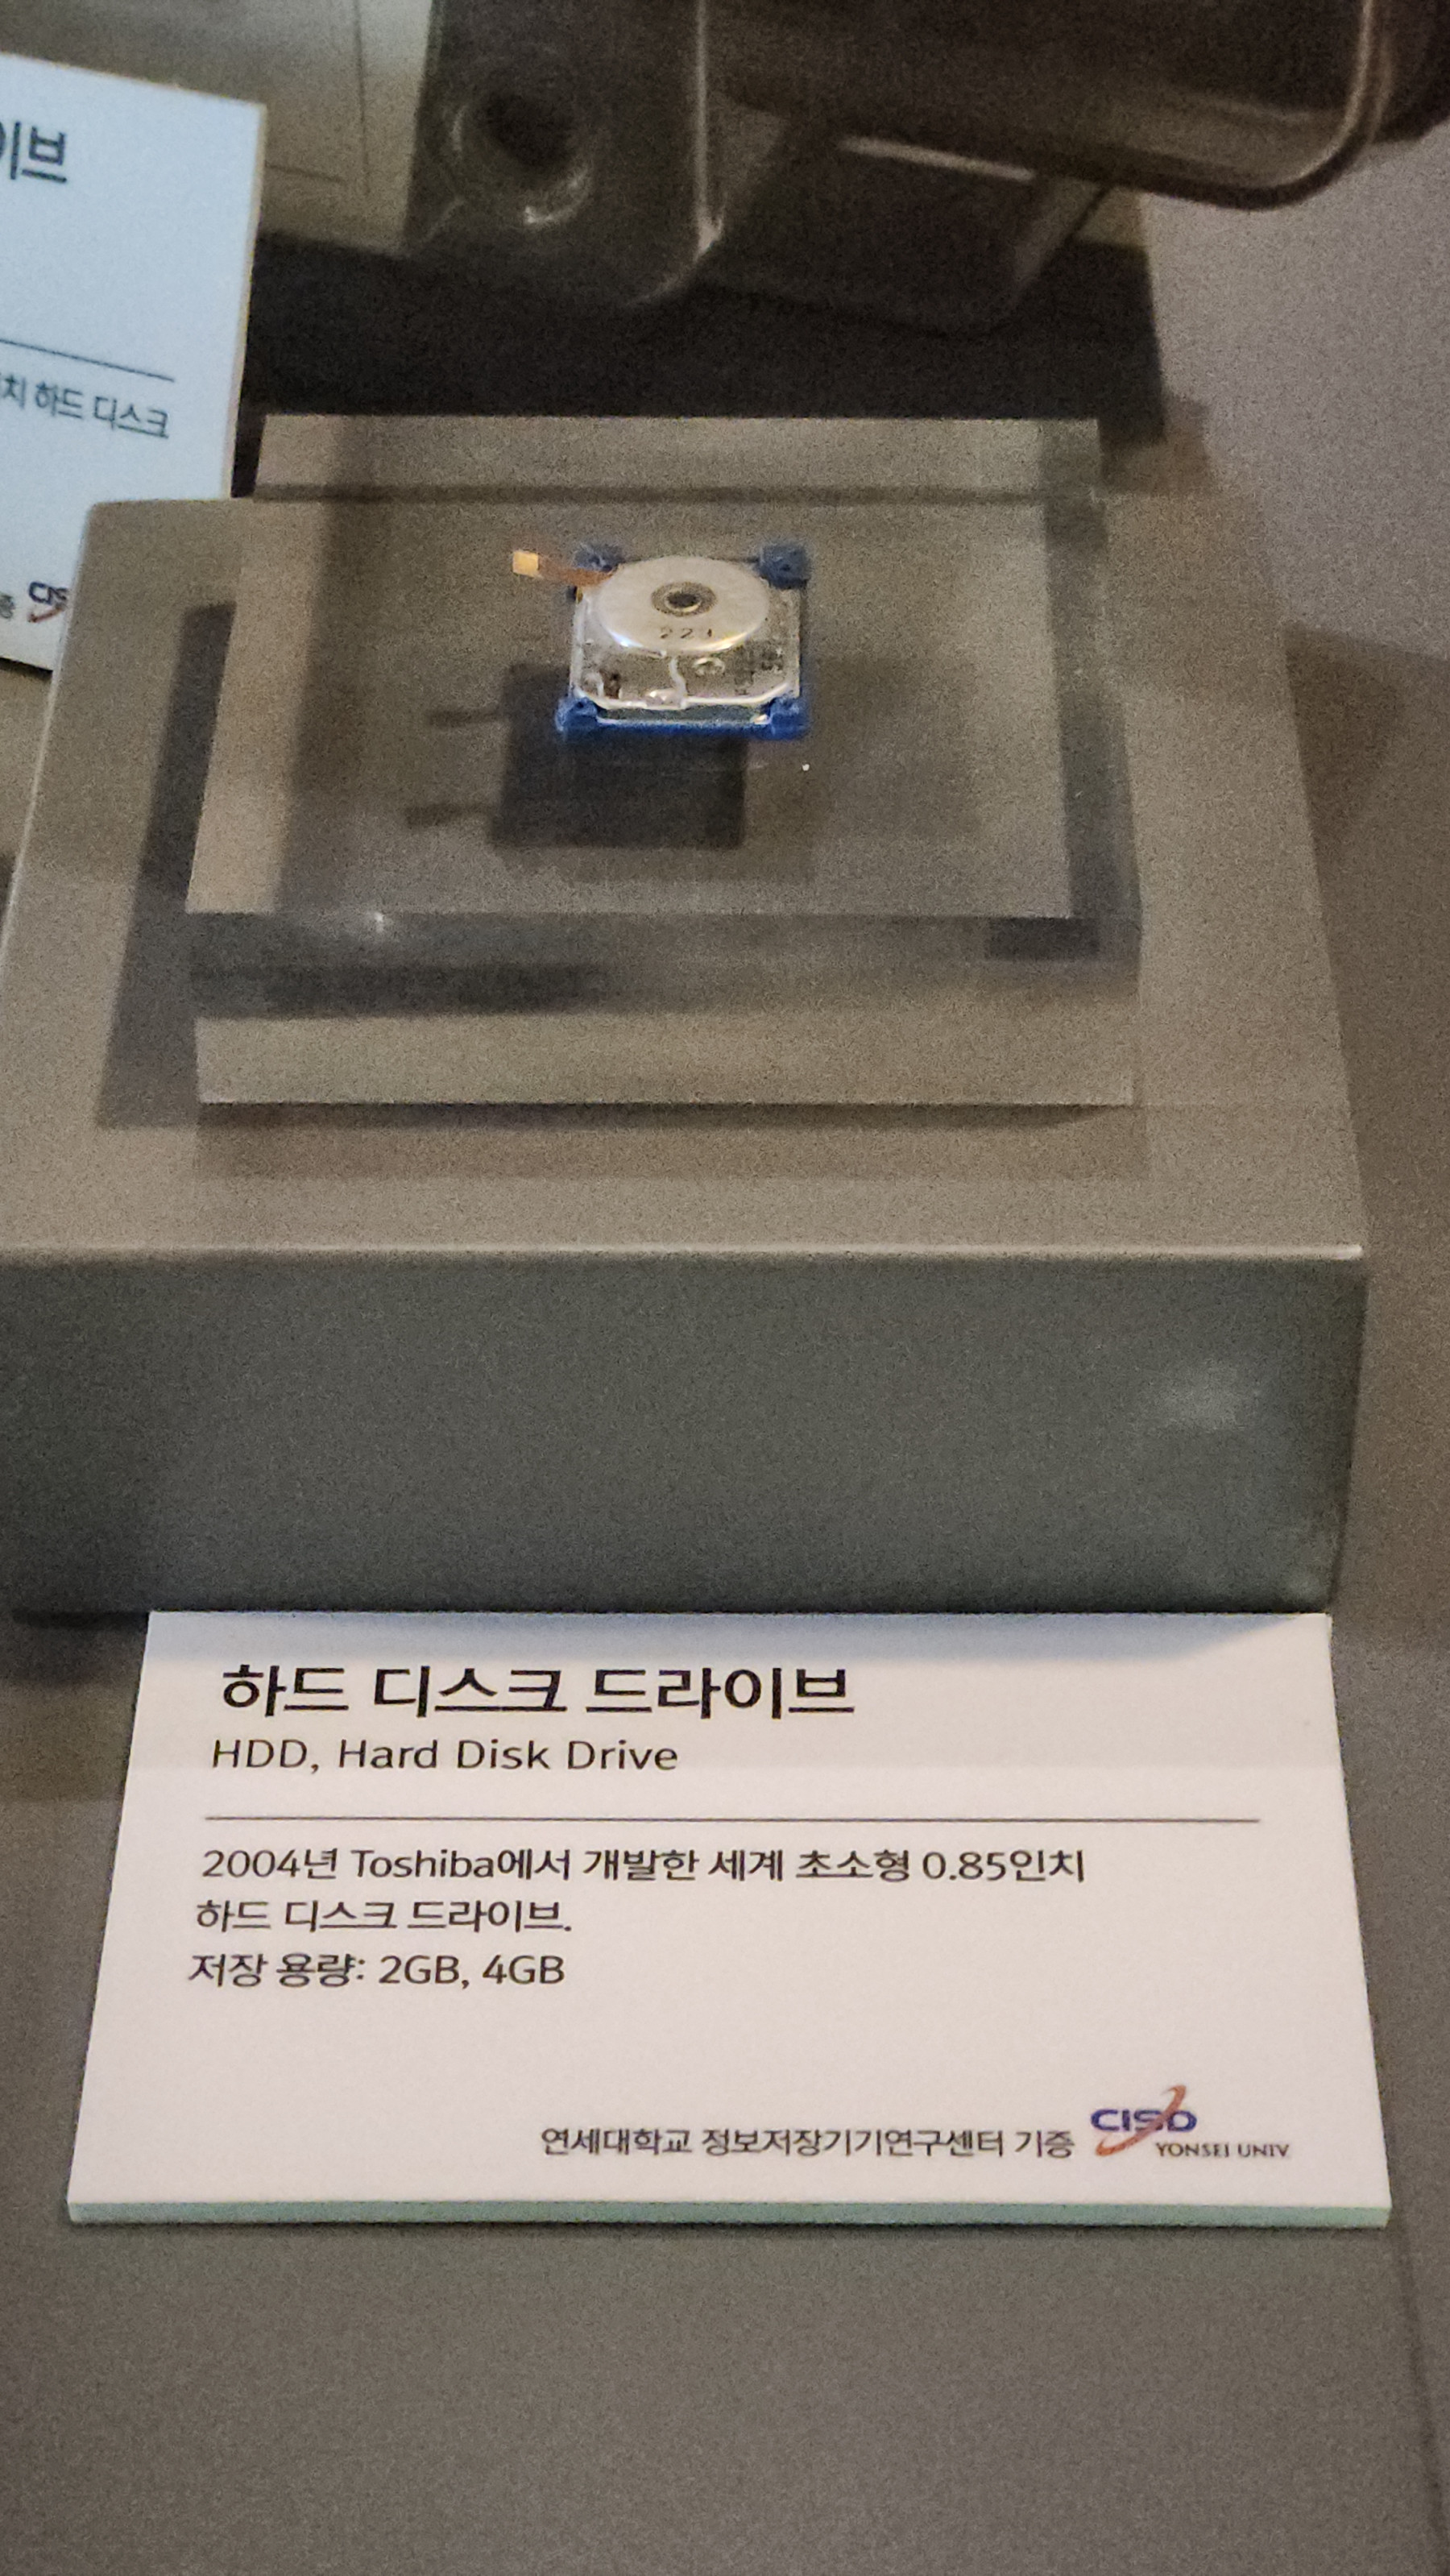 이브
치 하드 디스크
증
221
하드 디스크 드라이브
HDD, Hard Disk Drive
2004년 Toshiba에서 개발한 세계 초소형 0.85인치
하드 디스크 드라이브.
저장 용량: 2GB, 4GB
연세대학교 정보저장기기연구센터 기증 CISD
YONSEI UNIV